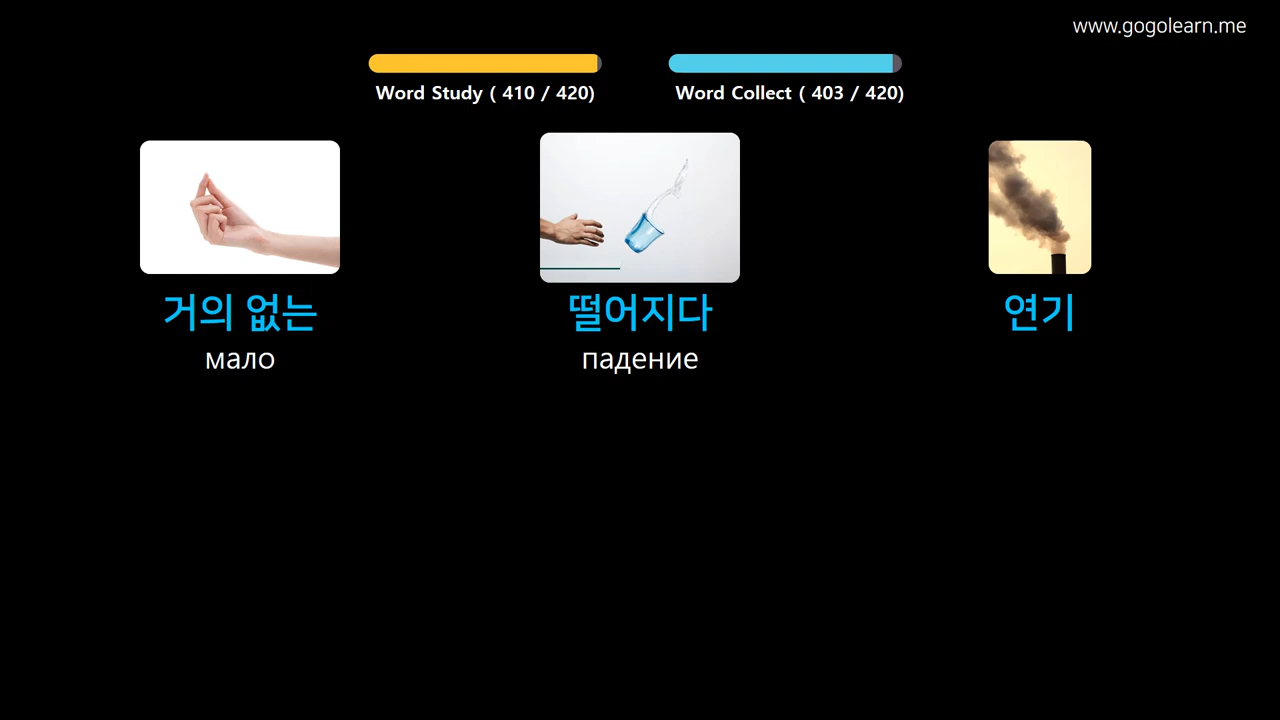 www.gogolearn.me
Word Study ( 410 / 420)
Word Collect ( 403 / 420)
거의 없는
мало
떨어지다
падение
연기